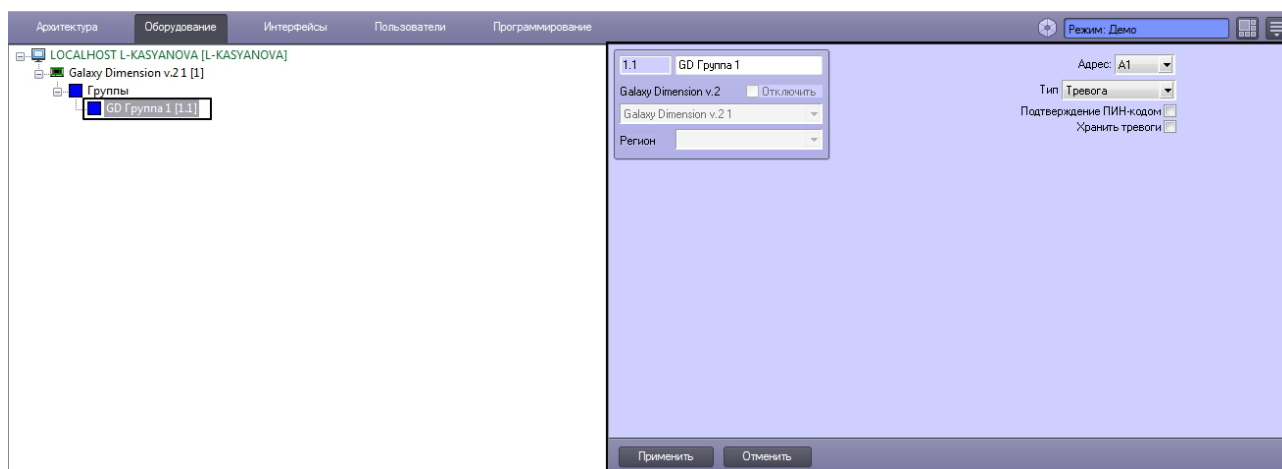 Архитектура Оборудование Интерфейсы Пользователи Программирование Режим: Демо
LOCALHOST L-KASYANOVA [L-KASYANOVA]
Galaxy Dimension v.2 1 [1]
Группы
GD Группа 1 [1.1]
1.1 GD Группа 1
Galaxy Dimension v.2 Отключить
Galaxy Dimension v.2 1
Регион
Адрес: A1
Тип Тревога
Подтверждение ПИН-кодом
Хранить тревоги
Применить Отменить